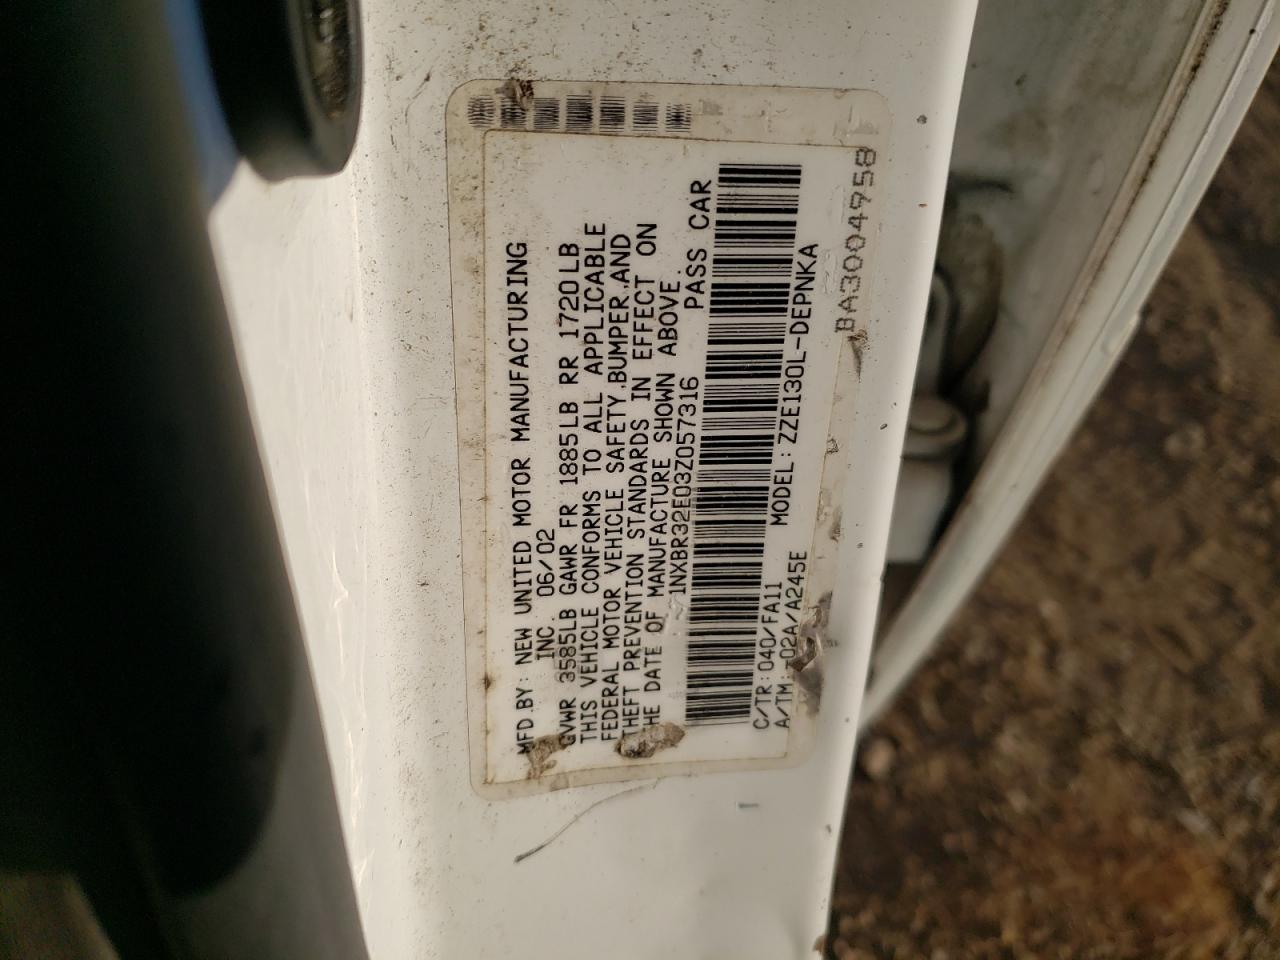 MFD.BY: NEW UNITED MOTOR MANUFACTURING
INC. 06/02
GVWR 3585LB GAWR FR 1885LB RR 1720LB
THIS VEHICLE CONFORMS TO ALL APPLICABLE
FEDERAL MOTOR VEHICLE SAFETY,BUMPER,AND
THEFT PREVENTION STANDARDS IN EFFECT ON
THE DATE OF MANUFACTURE SHOWN ABOVE.
1NXBR32E03Z057316 PASS CAR
C/TR:040/FA11 MODEL:ZZE130L-DEPNKA
A/TM: 02A/A245E
BA3004958